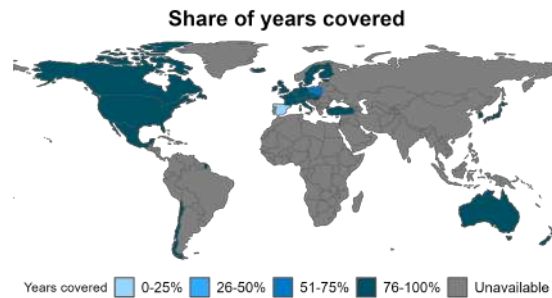 Share of years covered
Years covered 0-25% 26-50% 51-75% 76-100% Unavailable